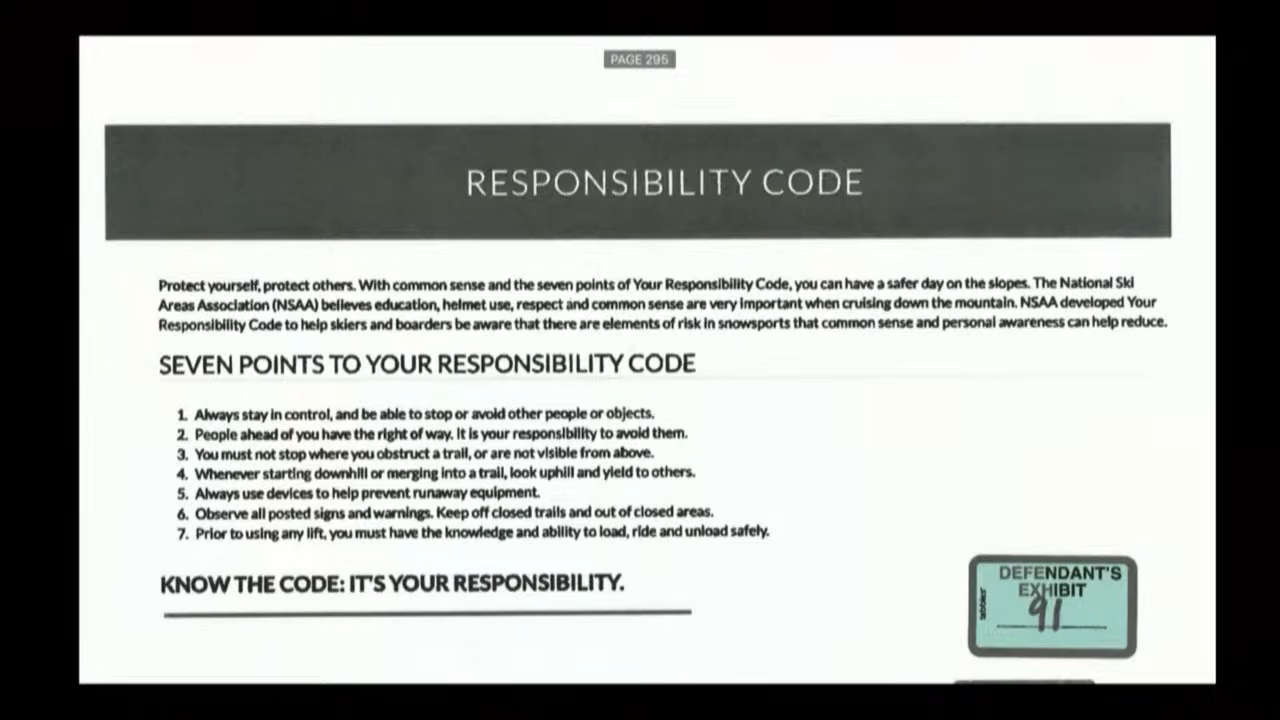 PAGE 295
RESPONSIBILITY CODE
Protect yourself, protect others. With common sense and the seven points of Your Responsibility Code, you can have a safer day on the slopes. The National Ski
Areas Association (NSAA) believes education, helmet use, respect and common sense are very important when cruising down the mountain. NSAA developed Your
Responsibility Code to help skiers and boarders be aware that there are elements of risk in snowsports that common sense and personal awareness can help reduce.
SEVEN POINTS TO YOUR RESPONSIBILITY CODE
1. Always stay in control, and be able to stop or avoid other people or objects.
2. People ahead of you have the right of way. It is your responsibility to avoid them.
3. You must not stop where you obstruct a trail, or are not visible from above.
4. Whenever starting downhill or merging into a trail, look uphill and yield to others.
5. Always use devices to help prevent runaway equipment.
6. Observe all posted signs and warnings. Keep off closed trails and out of closed areas.
7. Prior to using any lift, you must have the knowledge and ability to load, ride and unload safely.
KNOW THE CODE: IT'S YOUR RESPONSIBILITY.
DEFENDANT'S
EXHIBIT
tabbies'
91